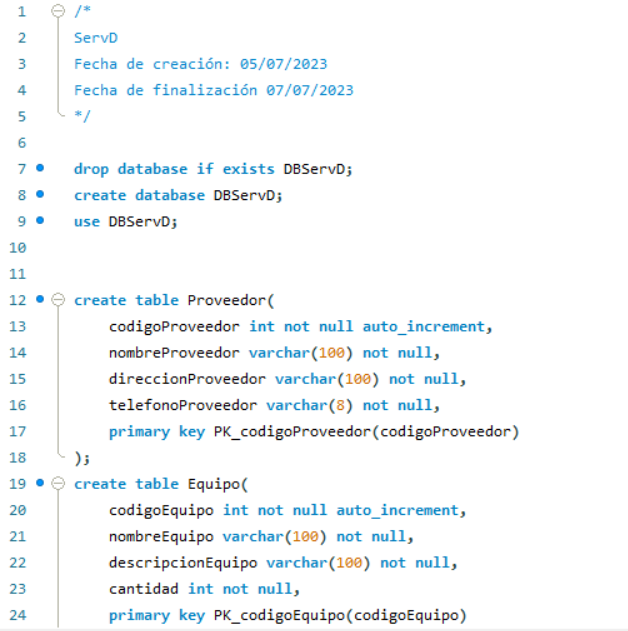 1 /*
2 ServD
3 Fecha de creación: 05/07/2023
4 Fecha de finalización 07/07/2023
5 */
6
7 drop database if exists DBServD;
8 create database DBServD;
9 use DBServD;
10
11
12 create table Proveedor(
13 codigoProveedor int not null auto_increment,
14 nombreProveedor varchar(100) not null,
15 direccionProveedor varchar(100) not null,
16 telefonoProveedor varchar(8) not null,
17 primary key PK_codigoProveedor(codigoProveedor)
18 );
19 create table Equipo(
20 codigoEquipo int not null auto_increment,
21 nombreEquipo varchar(100) not null,
22 descripcionEquipo varchar(100) not null,
23 cantidad int not null,
24 primary key PK_codigoEquipo(codigoEquipo)